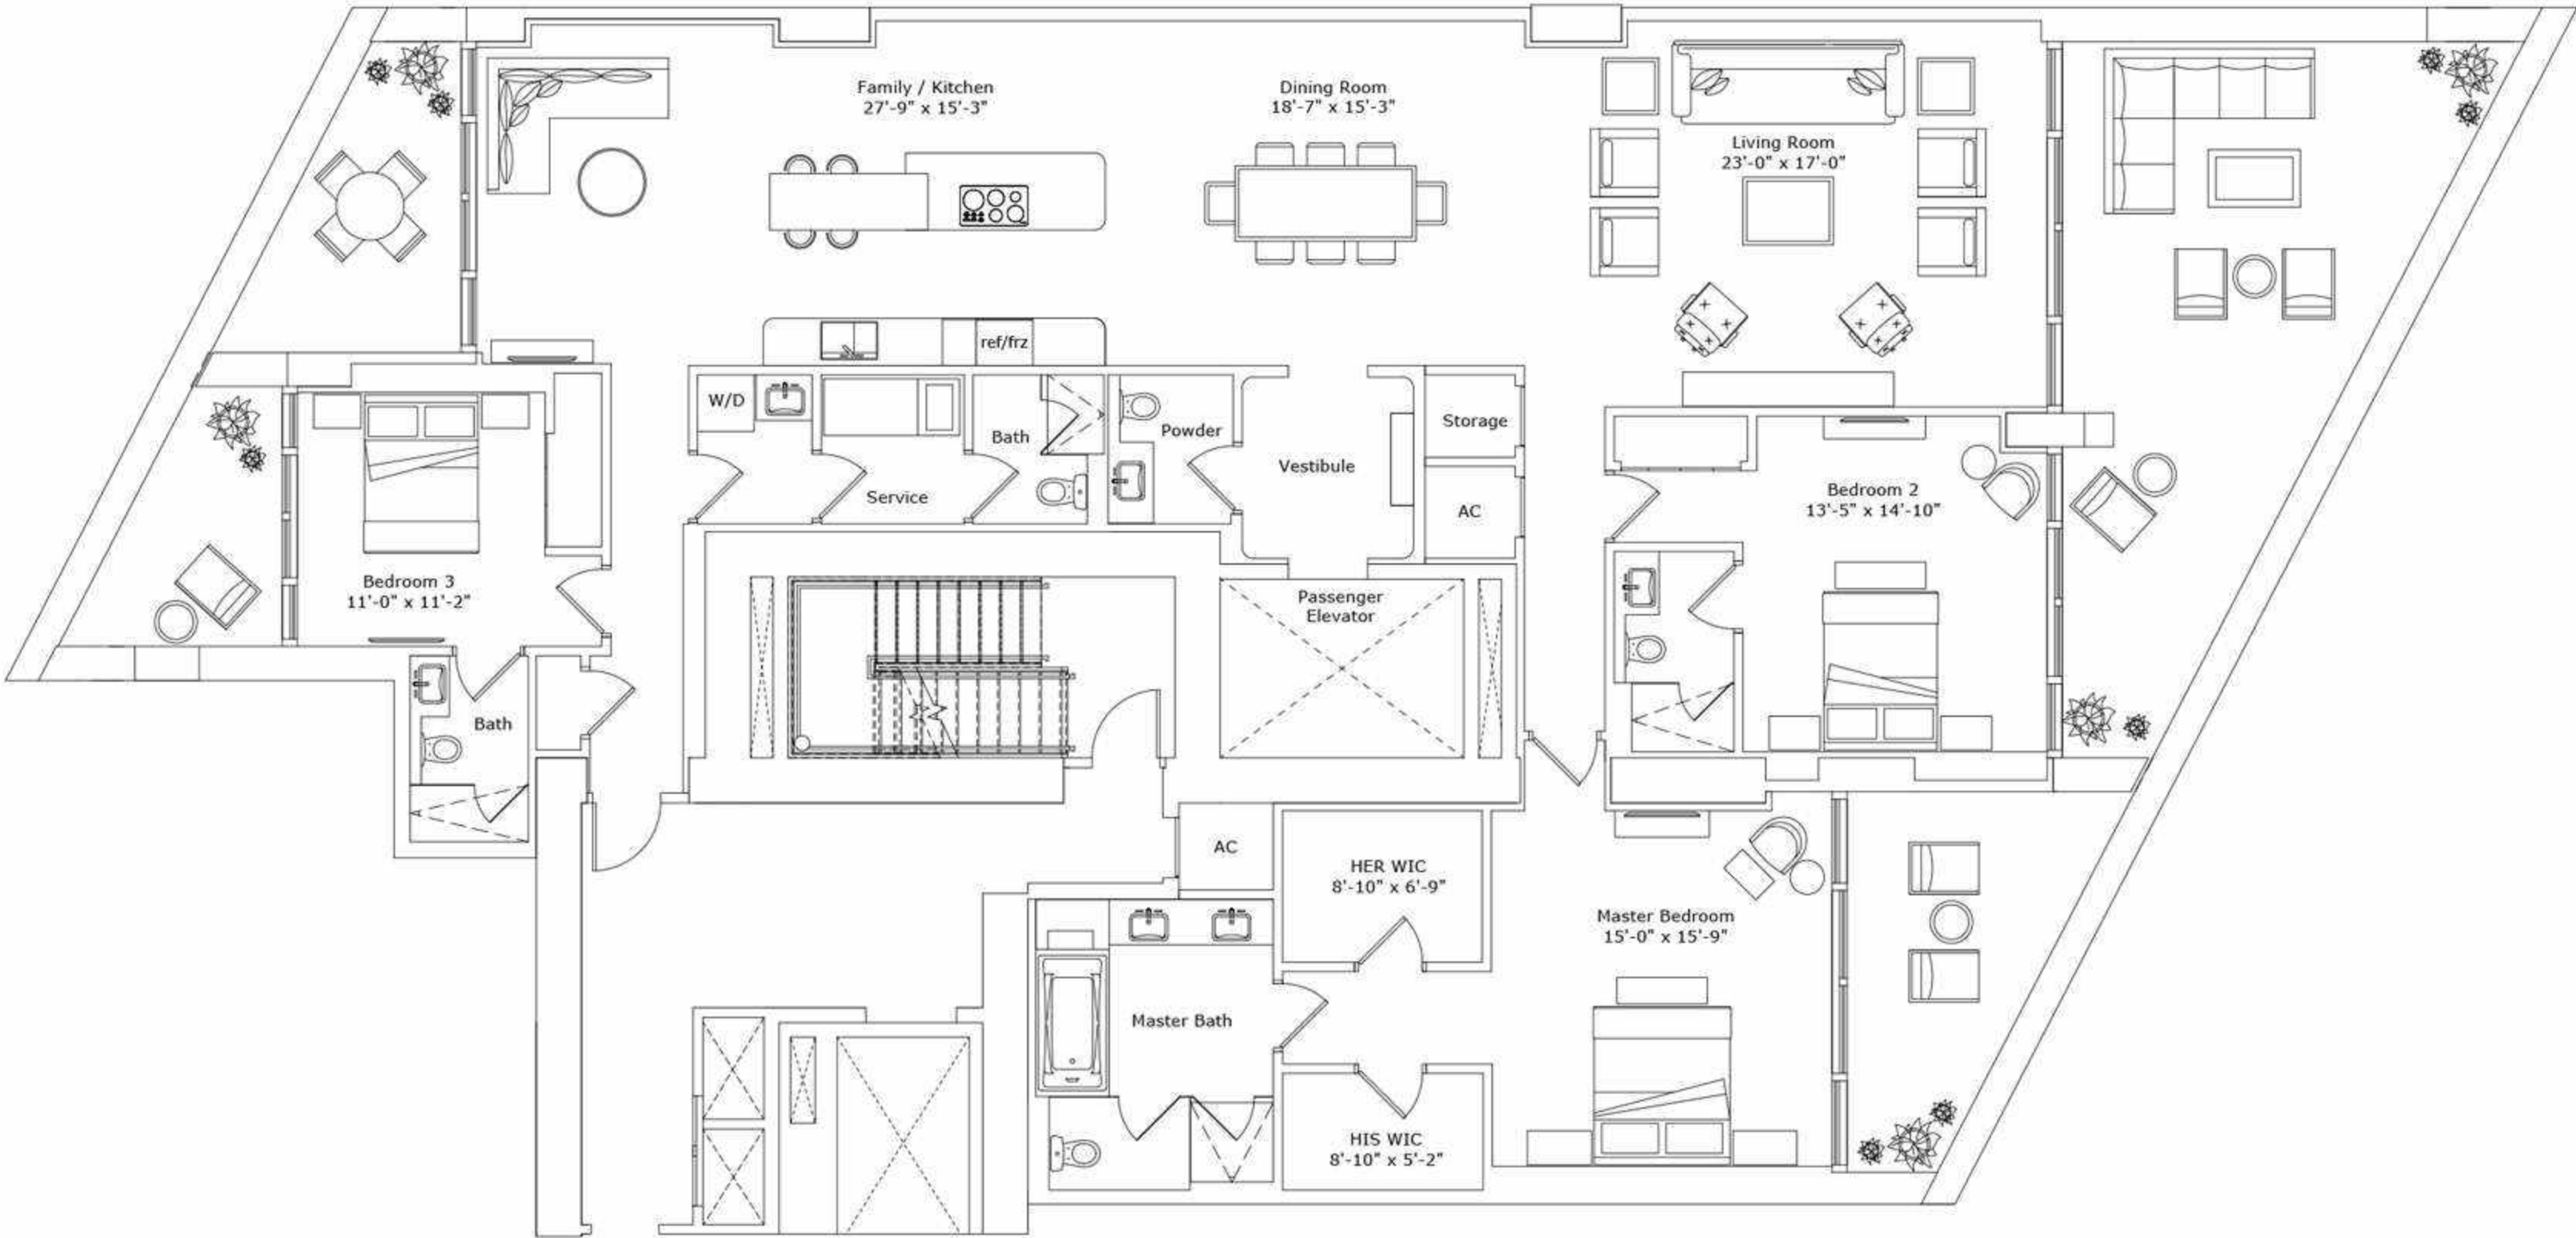 Family / Kitchen
27'-9" x 15'-3"
Dining Room
18'-7" x 15'-3"
Living Room
23'-0" x 17'-0"
ref/frz
W/D
Bath
Powder
Service
Vestibule
Storage
AC
Bedroom 2
13'-5" x 14'-10"
Bedroom 3
11'-0" x 11'-2"
Passenger
Elevator
Bath
AC
HER WIC
8'-10" x 6'-9"
Master Bedroom
15'-0" x 15'-9"
Master Bath
HIS WIC
8'-10" x 5'-2"